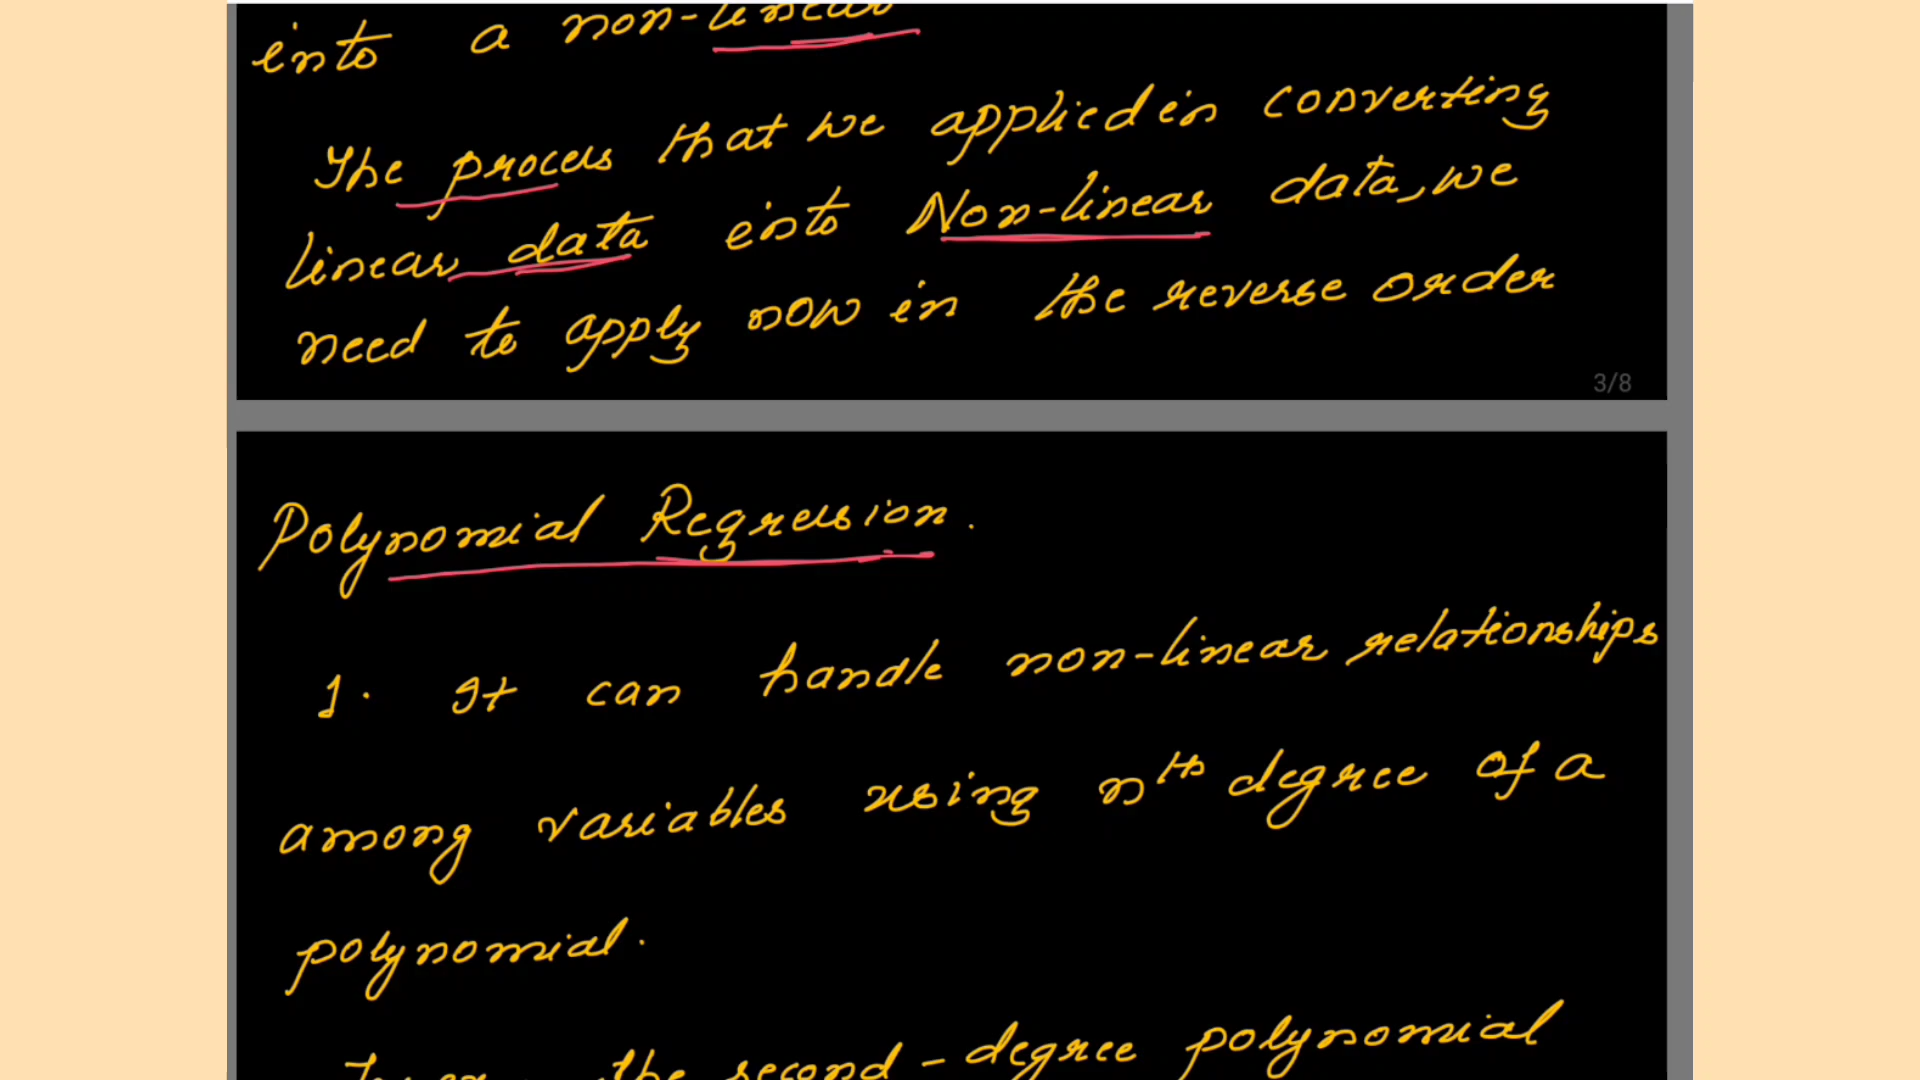 into a non-linear
The process that we applied in converting
linear data into Non-linear data, we
need to apply now in the reverse order
3/8
Polynomial Regression.
1. It can handle non-linear relationships
among variables using nth degree of a
polynomial.
the second-degree polynomial